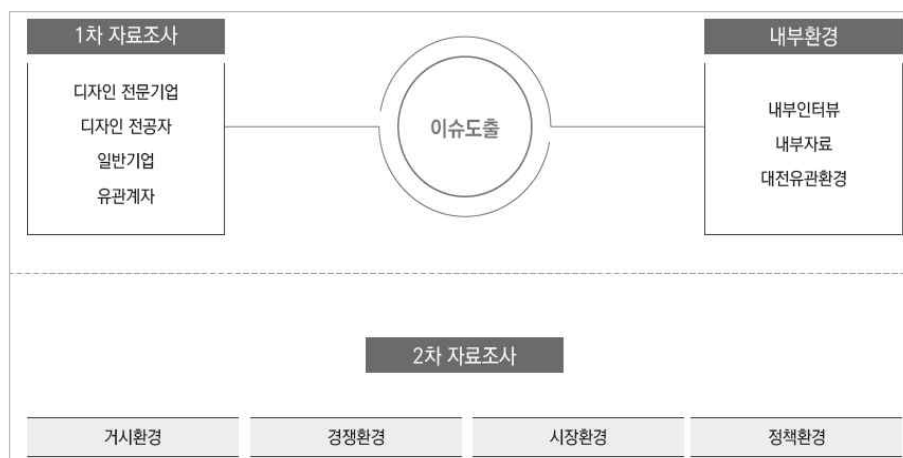 1차 자료조사
디자인 전문기업
디자인 전공자
일반기업
유관계자
이슈도출
내부환경
내부인터뷰
내부자료
대전유관환경
2차 자료조사
거시환경
경쟁환경
시장환경
정책환경